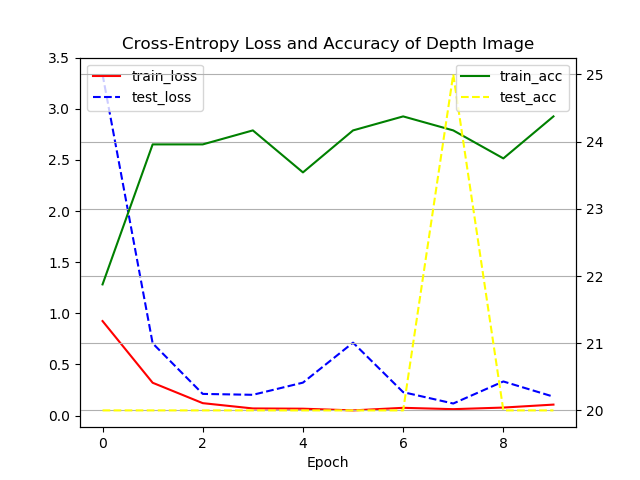 Cross-Entropy Loss and Accuracy of Depth Image
train_loss
test_loss
train_acc
test_acc
3.5
3.0
2.5
2.0
1.5
1.0
0.5
0.0
25
24
23
22
21
20
0 2 4 6 8
Epoch